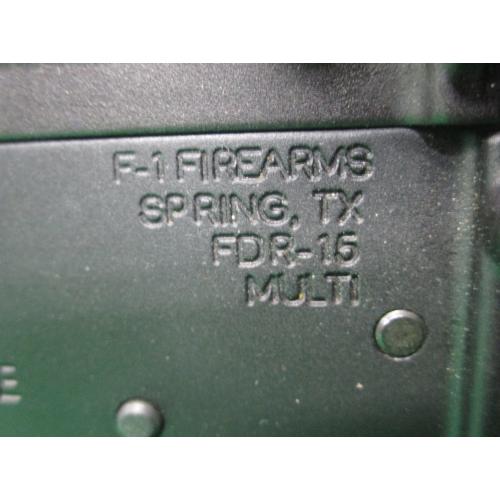 F-1 FIREARMS
SPRING, TX
FDR-15
MULTI
E